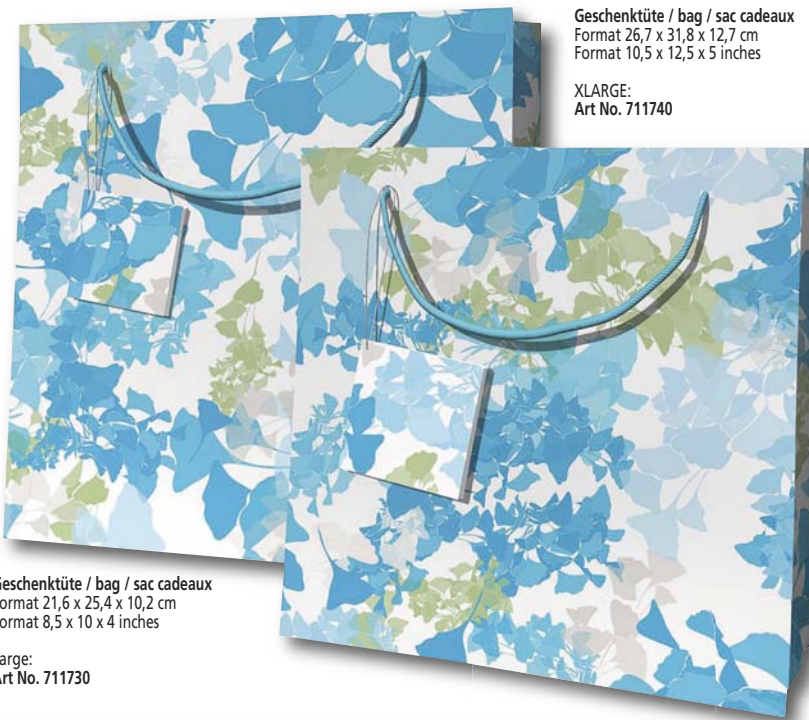 Geschenktüte / bag / sac cadeaux
Format 26,7 x 31,8 x 12,7 cm
Format 10,5 x 12,5 x 5 inches
XLARGE:
Art No. 711740
eschenktüte / bag / sac cadeaux
ormat 21,6 x 25,4 x 10,2 cm
ormat 8,5 x 10 x 4 inches
arge:
rt No. 711730